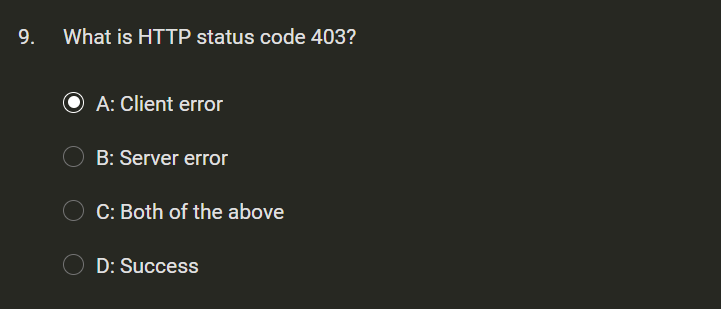 9. What is HTTP status code 403?
A: Client error
B: Server error
C: Both of the above
D: Success